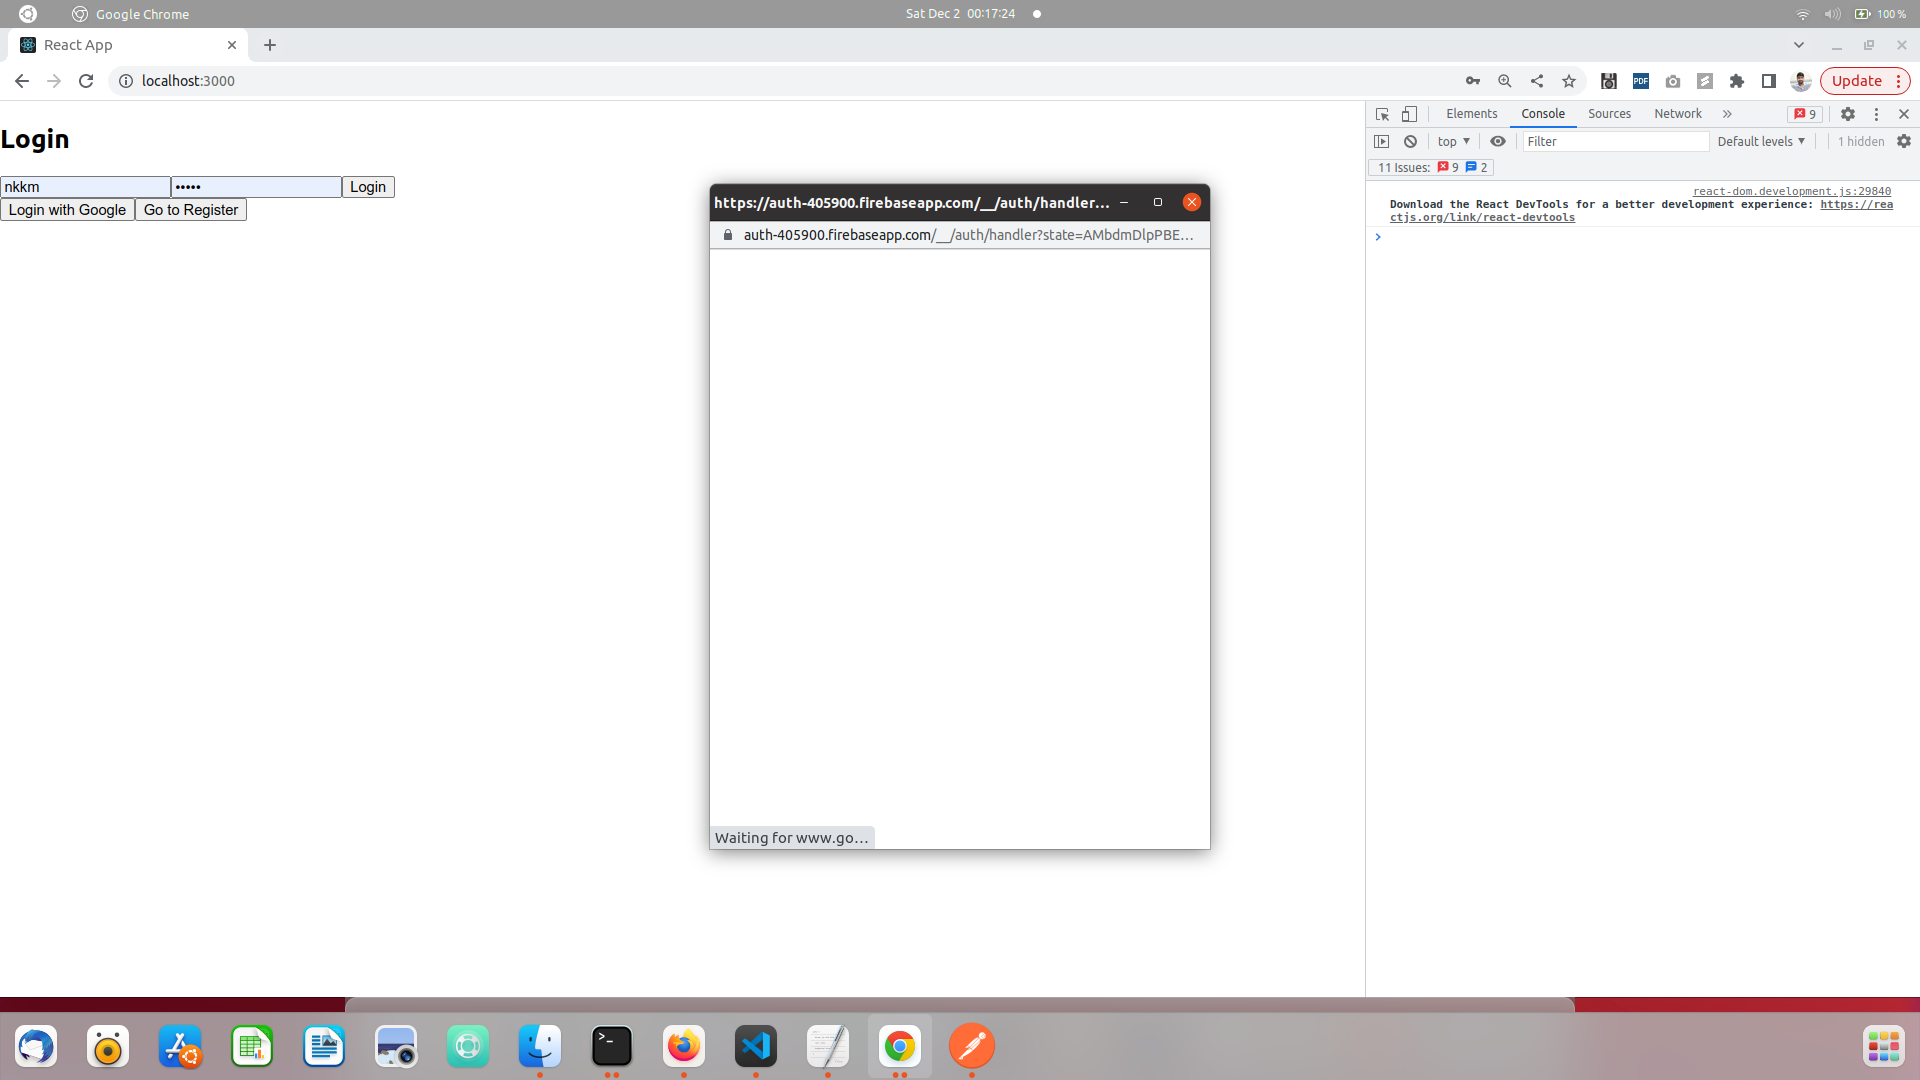 Google Chrome
Sat Dec 2 00:17:24
100 %
React App
localhost:3000
PDF
Update
Login
nkkm
•••••
Login
Login with Google
Go to Register
https://auth-405900.firebaseapp.com/__/auth/handler...
auth-405900.firebaseapp.com/__/auth/handler?state=AMbdmDlpPBE...
Waiting for www.go...
Elements
Console
Sources
Network
9
top
Filter
Default levels
1 hidden
11 Issues:
9
2
react-dom.development.js:29840
Download the React DevTools for a better development experience: https://rea
ctjs.org/link/react-devtools